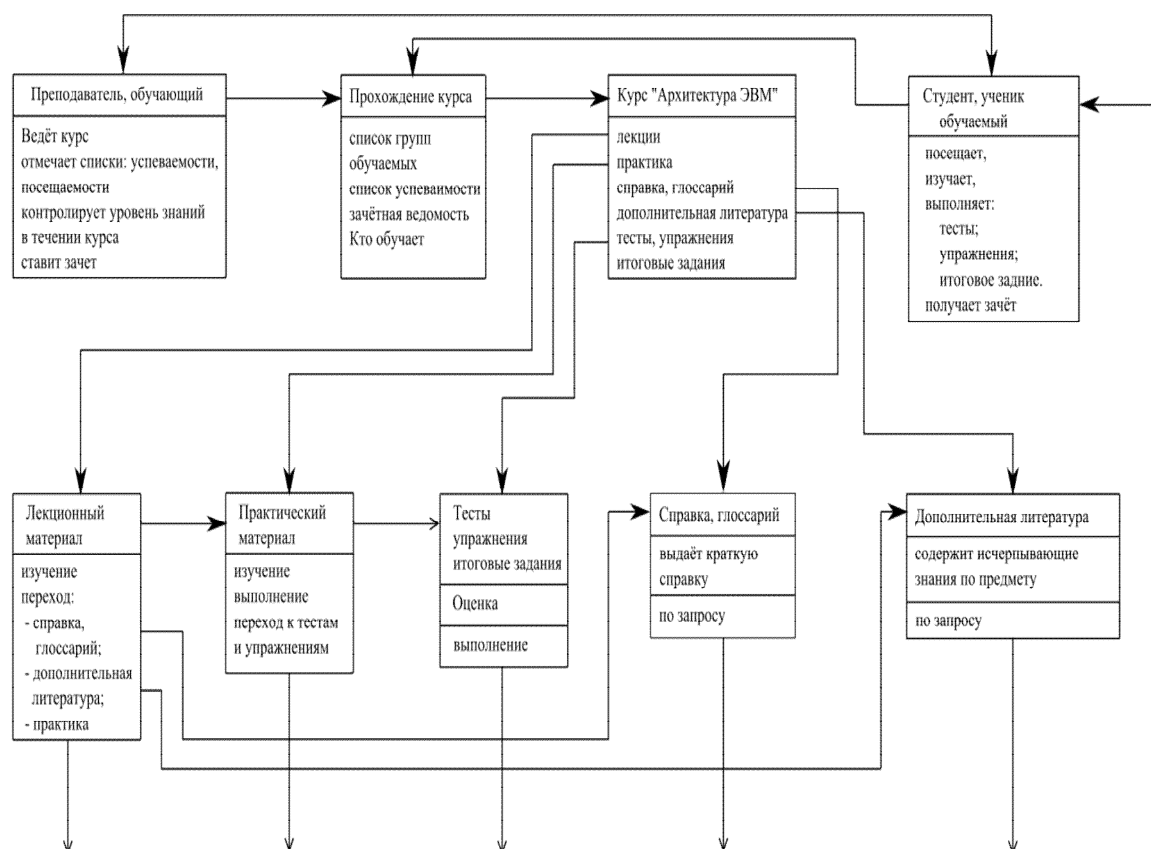 Преподаватель, обучающий
Ведёт курс
отмечает списки: успеваемости,
посещаемости
контролирует уровень знаний
в течении курса
ставит зачет
Прохождение курса
список групп
обучаемых
список успеваимости
зачётная ведомость
Кто обучает
Курс "Архитектура ЭВМ"
лекции
практика
справка, глоссарий
дополнительная литература
тесты, упражнения
итоговые задания
Студент, ученик
обучаемый
посещает,
изучает,
выполняет:
тесты;
упражнения;
итоговое задние.
получает зачёт
Лекционный
материал
изучение
переход:
- справка,
глоссарий;
- дополнительная
литература;
- практика
Практический
материал
изучение
выполнение
переход к тестам
и упражнениям
Тесты
упражнения
итоговые задания
Оценка
выполнение
Справка, глоссарий
выдаёт краткую
справку
по запросу
Дополнительная литература
содержит исчерпывающие
знания по предмету
по запросу